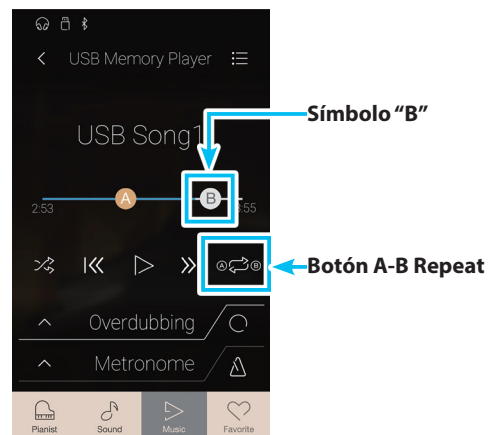 USB Memory Player
Símbolo “B”
USB Song1
A
B
2:53
:55
A B
Botón A-B Repeat
Overdubbing
Metronome
Pianist Sound Music Favorite